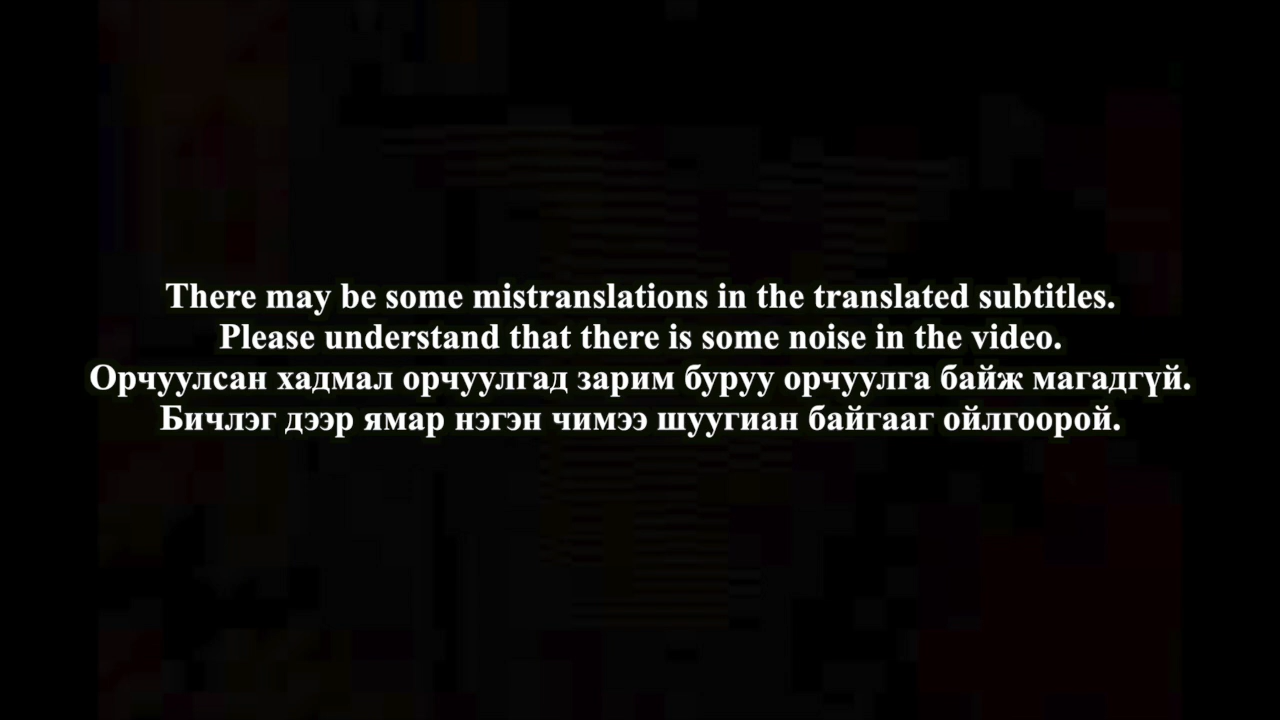 There may be some mistranslations in the translated subtitles.
Please understand that there is some noise in the video.
Орчуулсан хадмал орчуулгад зарим буруу орчуулга байж магадгүй.
Бичлэг дээр ямар нэгэн чимээ шуугиан байгааг ойлгоорой.